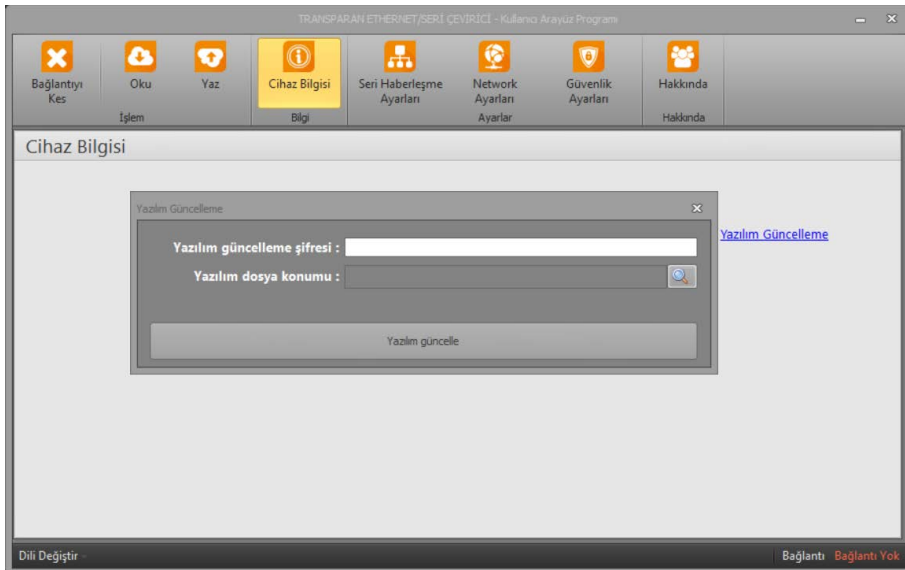 TRANSPARAN ETHERNET/SERİ ÇEVİRİCİ - Kullanıcı Arayüz Programı
Bağlantıyı Kes
Oku
Yaz
Cihaz Bilgisi
Seri Haberleşme Ayarları
Network Ayarları
Güvenlik Ayarları
Hakkında
İşlem
Bilgi
Ayarlar
Hakkında
Cihaz Bilgisi
Yazılım Güncelleme
Yazılım güncelleme şifresi :
Yazılım dosya konumu :
Yazılım güncelle
Yazılım Güncelleme
Dili Değiştir
Bağlantı Bağlantı Yok